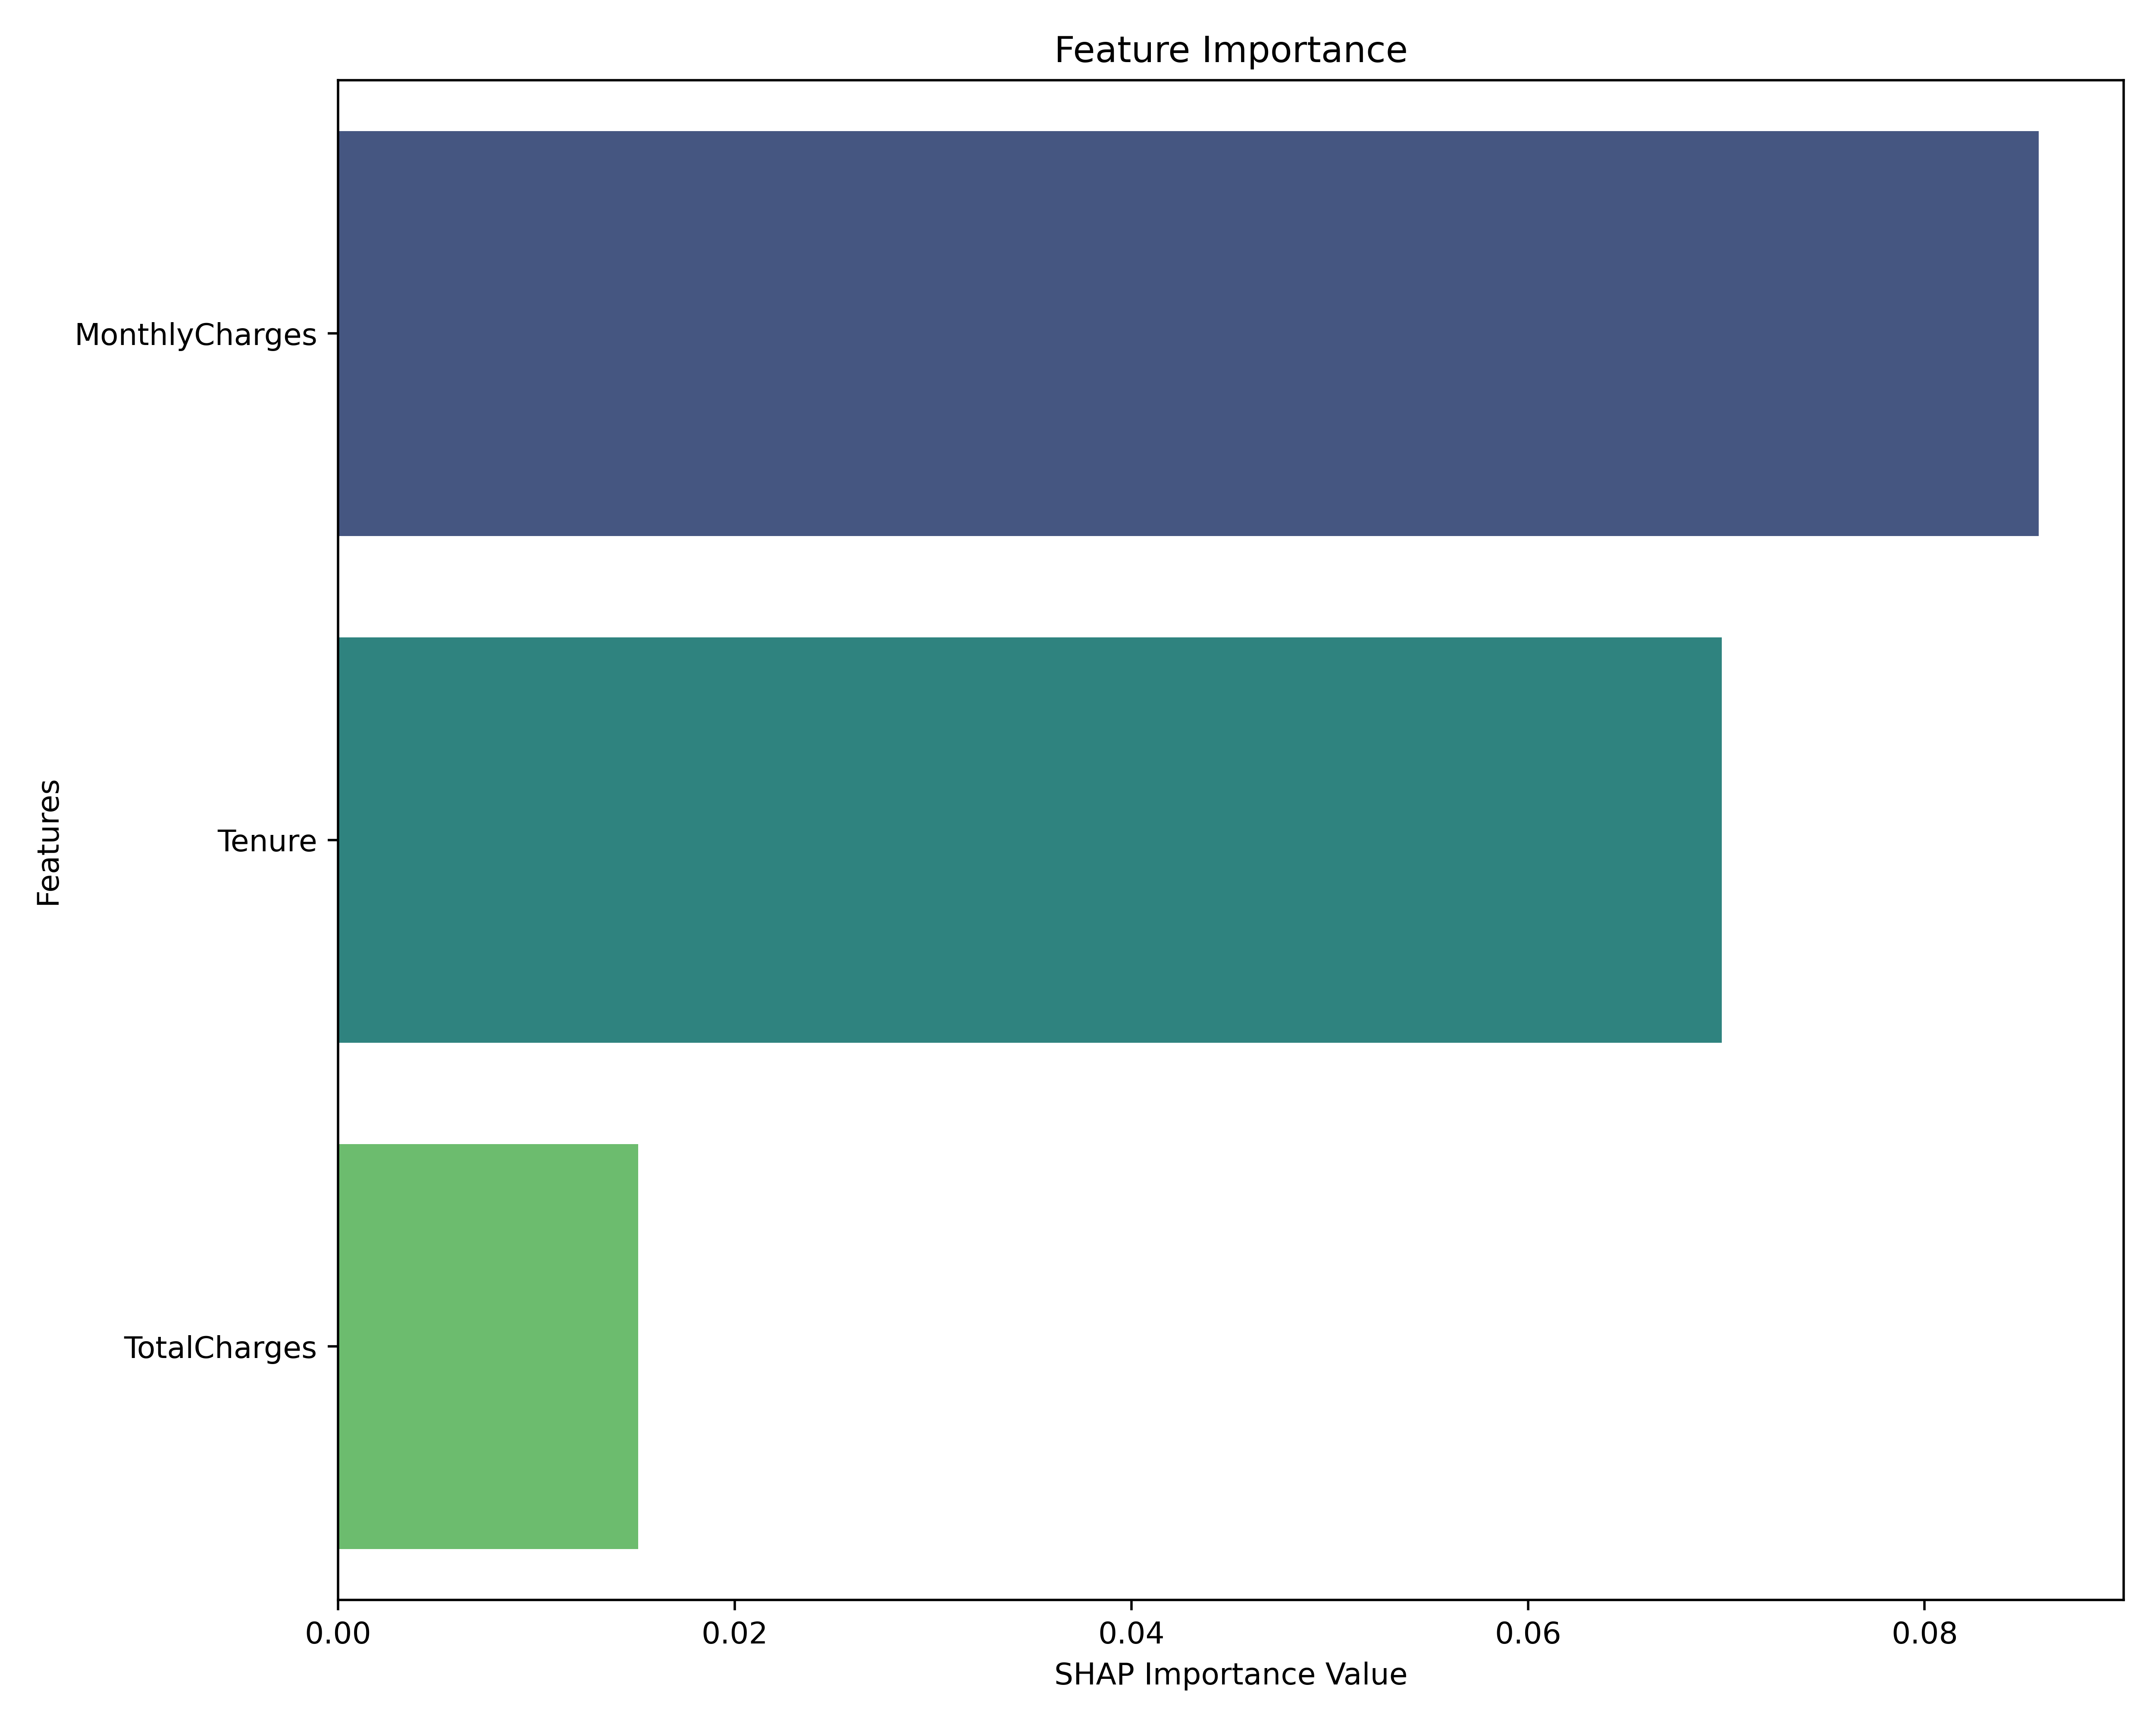 Feature Importance
MonthlyCharges
Tenure
TotalCharges
Features
0.00 0.02 0.04 0.06 0.08
SHAP Importance Value